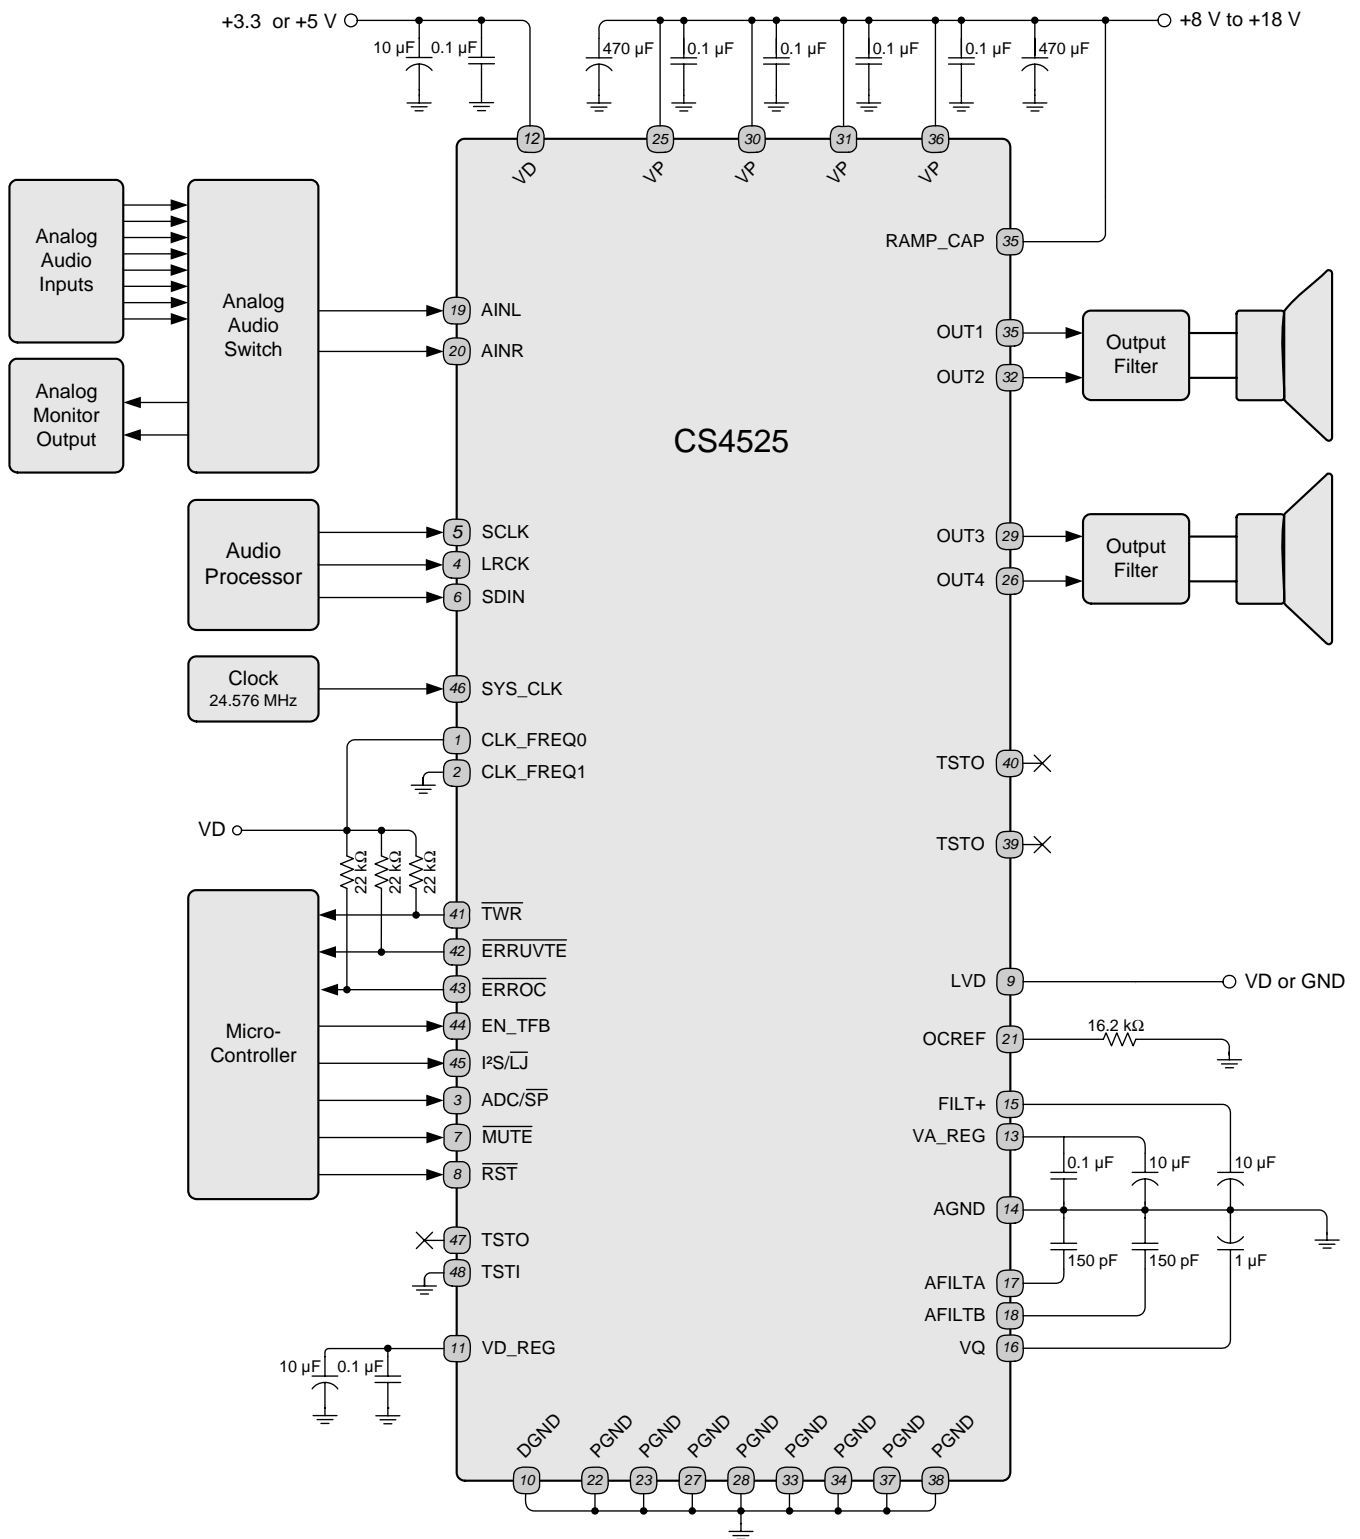 +3.3 or +5 V
10 µF
0.1 µF
470 µF
0.1 µF
0.1 µF
0.1 µF
0.1 µF
470 µF
+8 V to +18 V
12
VD
25
VP
30
VP
31
VP
36
VP
Analog
Audio
Inputs
Analog
Audio
Switch
Analog
Monitor
Output
19
AINL
20
AINR
RAMP_CAP
35
OUT1
35
OUT2
32
Output
Filter
CS4525
Audio
Processor
5
SCLK
4
LRCK
6
SDIN
OUT3
29
OUT4
26
Output
Filter
Clock
24.576 MHz
46
SYS_CLK
1
CLK_FREQ0
2
CLK_FREQ1
TSTO
40
TSTO
39
VD
22 kΩ
22 kΩ
22 kΩ
Micro-
Controller
41
TWR
42
ERRUVTE
43
ERROC
44
EN_TFB
45
I²S/LJ
3
ADC/SP
7
MUTE
8
RST
47
TSTO
48
TSTI
10 µF
0.1 µF
11
VD_REG
LVD
9
VD or GND
OCREF
21
16.2 kΩ
FILT+
15
VA_REG
13
0.1 µF
10 µF
10 µF
AGND
14
150 pF
150 pF
1 µF
AFILTA
17
AFILTB
18
VQ
16
DGND
PGND
PGND
PGND
PGND
PGND
PGND
PGND
PGND
10
22
23
27
28
33
34
37
38